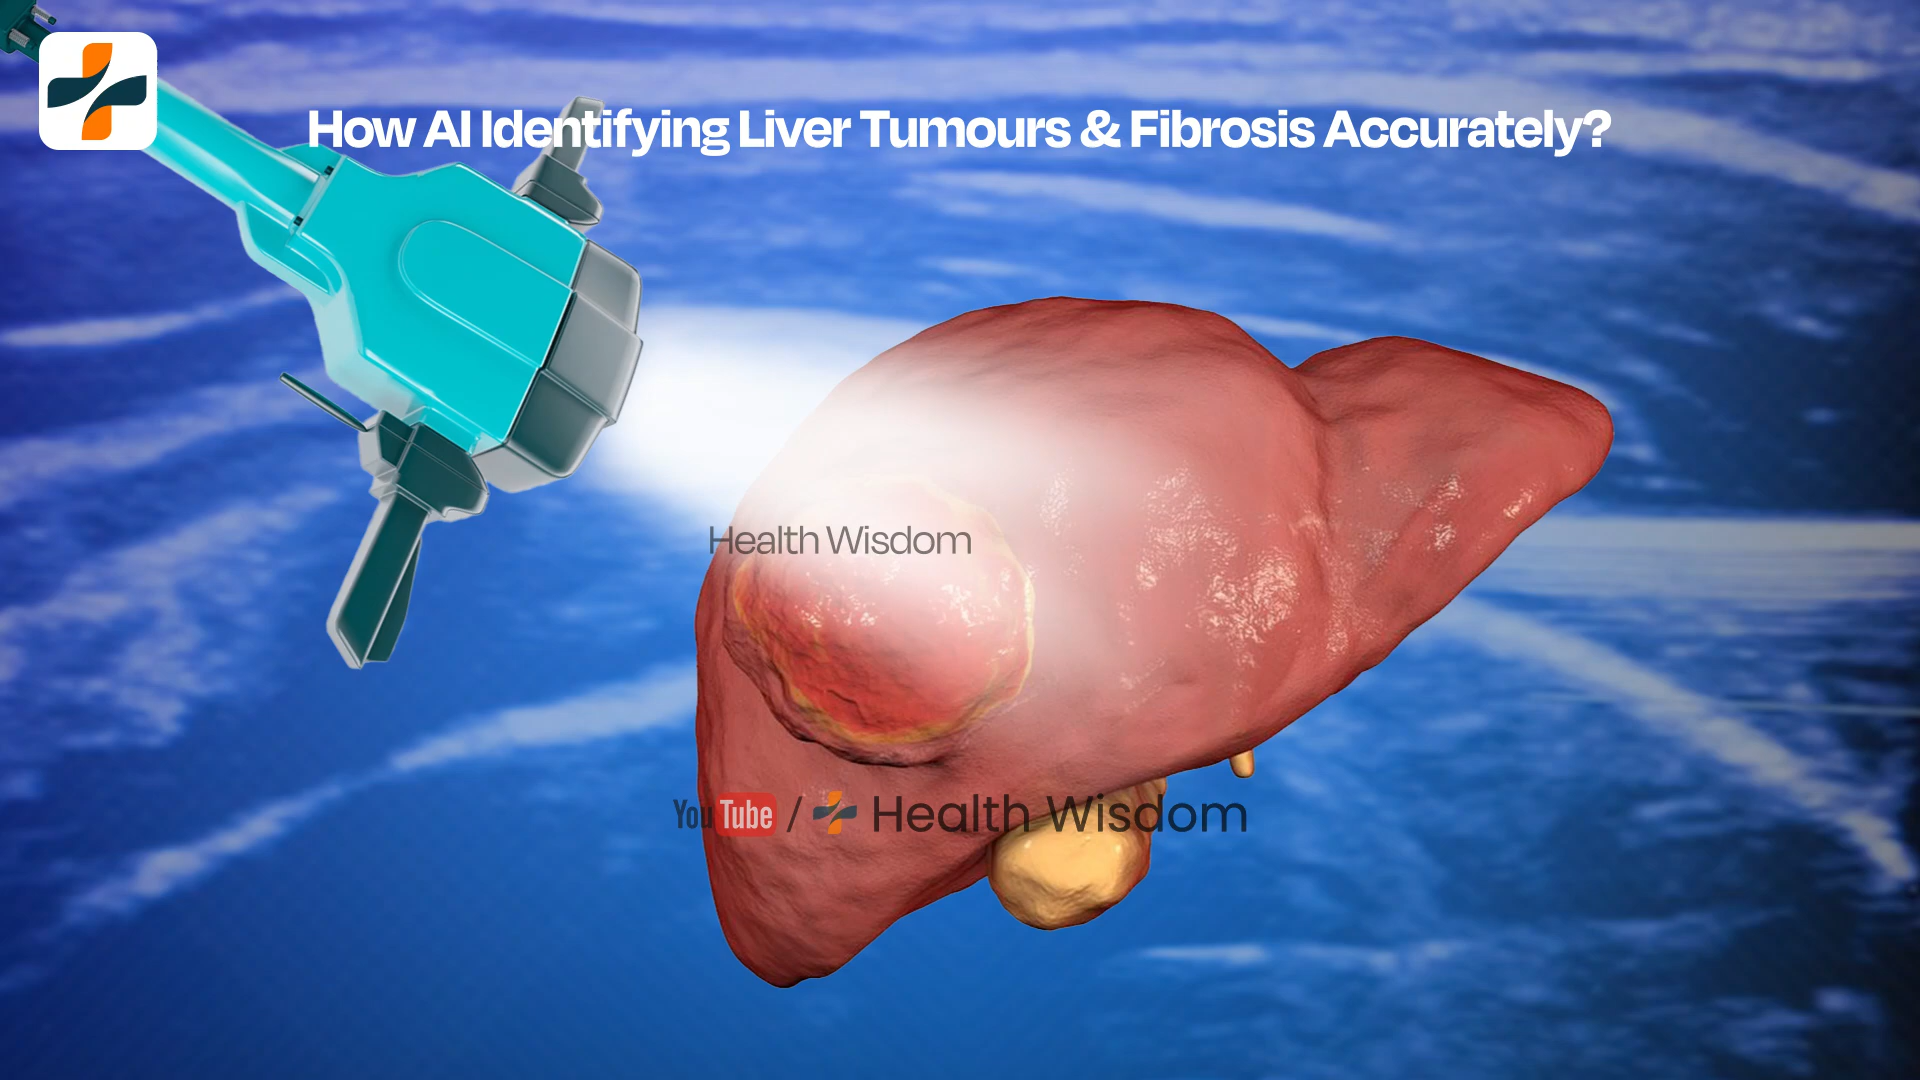 How AI Identifying Liver Tumours & Fibrosis Accurately?
Health Wisdom
YouTube / Health Wisdom